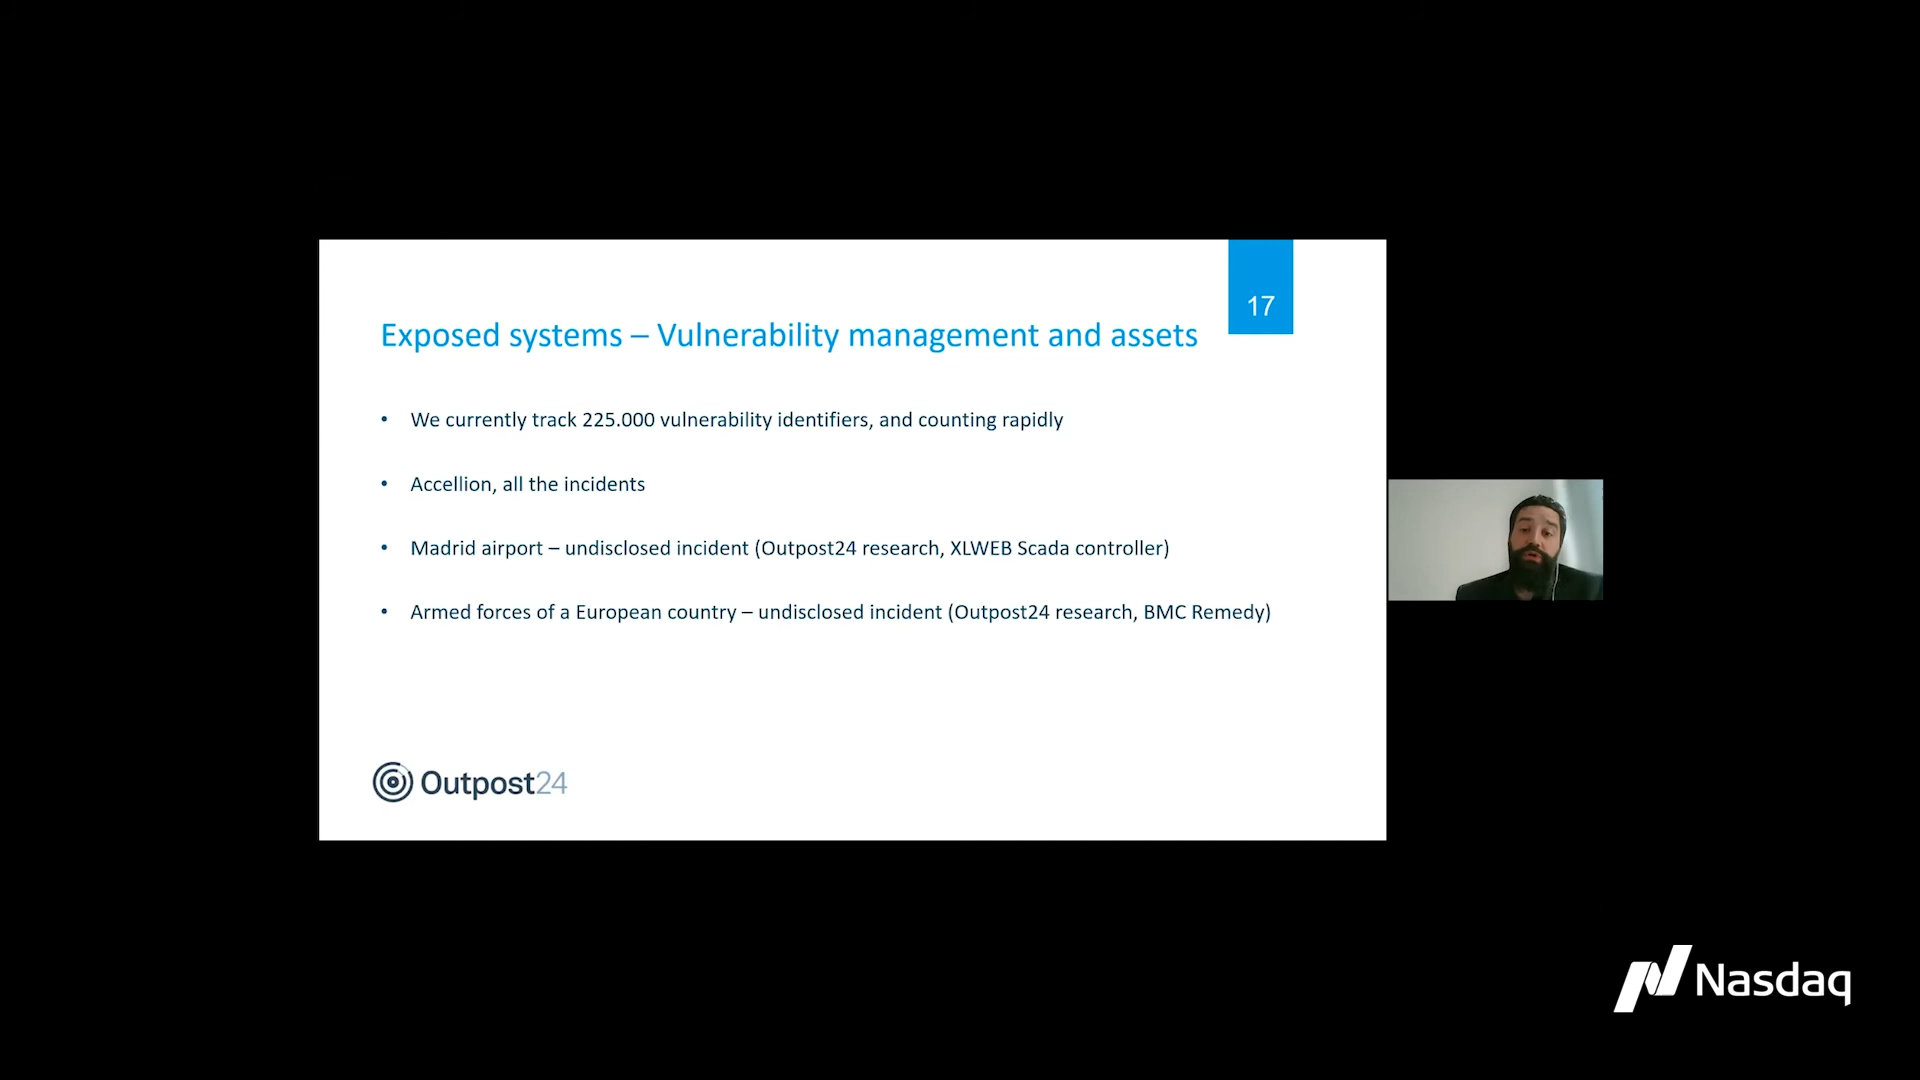 17
Exposed systems – Vulnerability management and assets
• We currently track 225.000 vulnerability identifiers, and counting rapidly
• Accellion, all the incidents
• Madrid airport – undisclosed incident (Outpost24 research, XLWEB Scada controller)
• Armed forces of a European country – undisclosed incident (Outpost24 research, BMC Remedy)
Outpost24
Nasdaq